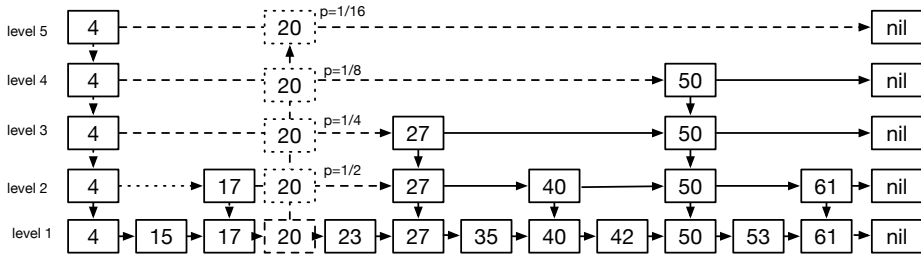 level 5 4 20 p=1/16 nil
level 4 4 20 p=1/8 50 nil
level 3 4 20 p=1/4 27 50 nil
level 2 4 17 20 p=1/2 27 40 50 61 nil
level 1 4 15 17 20 23 27 35 40 42 50 53 61 nil